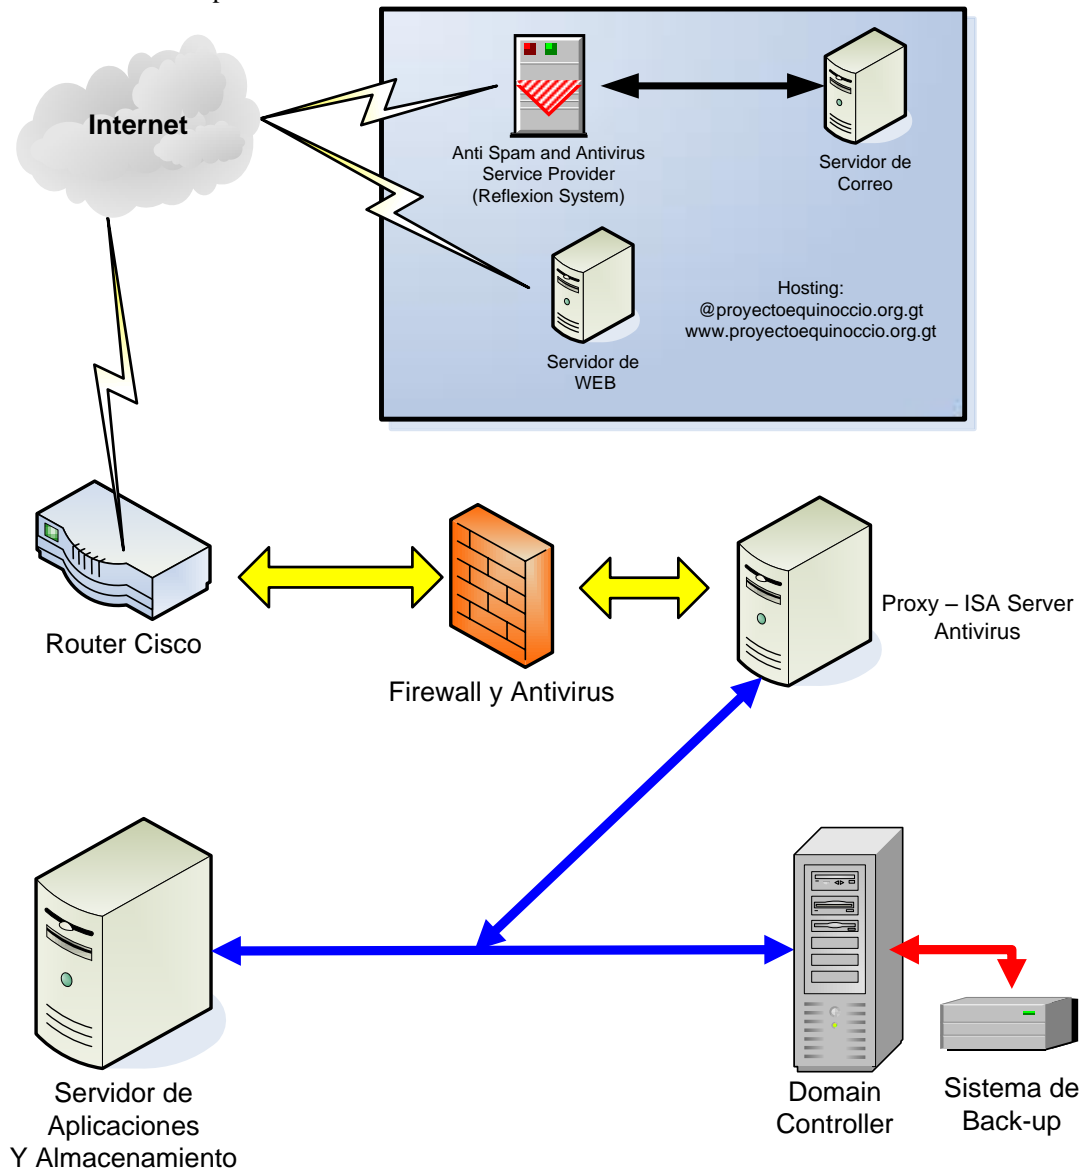 Internet
Anti Spam and Antivirus
Service Provider
(Reflexion System)
Servidor de
Correo
Hosting:
@proyectoequinoccio.org.gt
www.proyectoequinoccio.org.gt
Servidor de
WEB
Router Cisco
Firewall y Antivirus
Proxy – ISA Server
Antivirus
Servidor de
Aplicaciones
Y Almacenamiento
Domain
Controller
Sistema de
Back-up